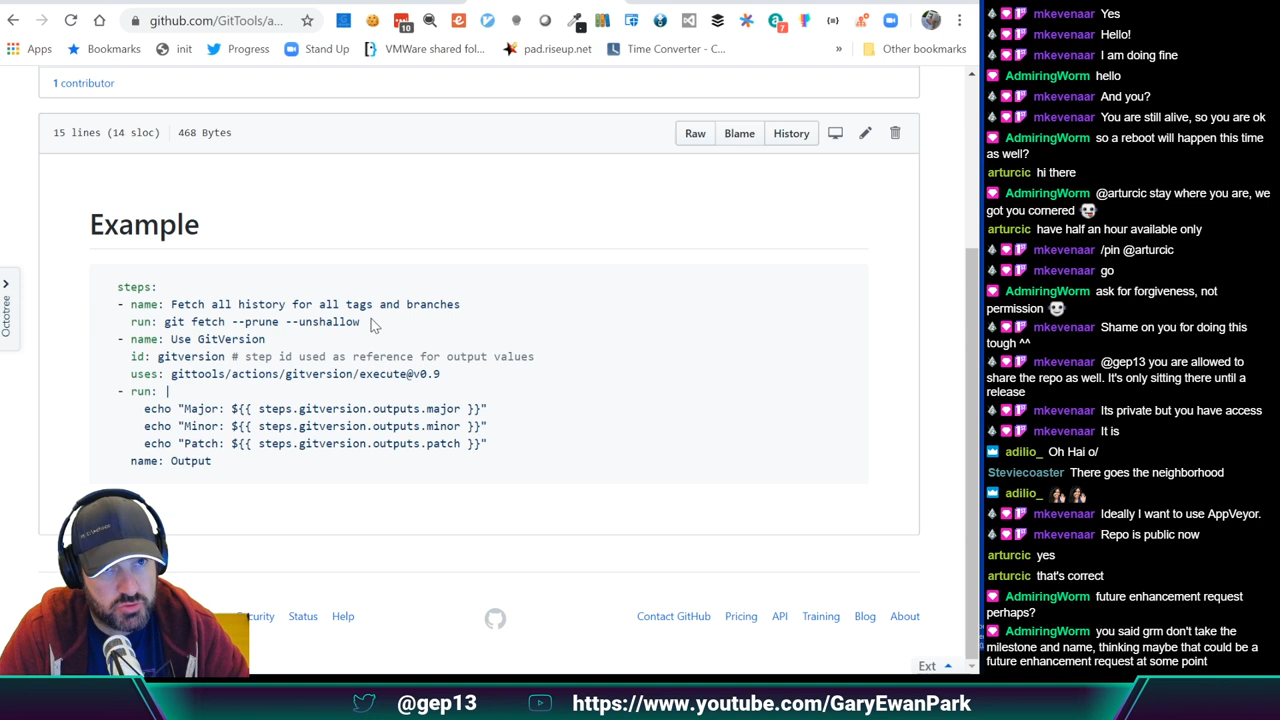 github.com/GitTools/a...
10
7
Apps
Bookmarks
init
Progress
Stand Up
VMWare shared fol...
pad.riseup.net
Time Converter - C...
»
Other bookmarks
1 contributor
15 lines (14 sloc)
468 Bytes
Raw
Blame
History
Octotree
Example
steps:
- name: Fetch all history for all tags and branches
run: git fetch --prune --unshallow
- name: Use GitVersion
id: gitversion # step id used as reference for output values
uses: gittools/actions/gitversion/execute@v0.9
- run: |
echo "Major: ${{ steps.gitversion.outputs.major }}"
echo "Minor: ${{ steps.gitversion.outputs.minor }}"
echo "Patch: ${{ steps.gitversion.outputs.patch }}"
name: Output
Status
Help
Contact GitHub
Pricing
API
Training
Blog
About
Ext
@gep13
https://www.youtube.com/GaryEwanPark
mkevenaar Yes
mkevenaar Hello!
mkevenaar I am doing fine
AdmiringWorm hello
mkevenaar And you?
mkevenaar You are still alive, so you are ok
AdmiringWorm so a reboot will happen this time
as well?
arturcic hi there
AdmiringWorm @arturcic stay where you are, we
got you cornered
arturcic have half an hour available only
mkevenaar /pin @arturcic
mkevenaar go
AdmiringWorm ask for forgiveness, not
permission
mkevenaar Shame on you for doing this
tough ^^
mkevenaar @gep13 you are allowed to
share the repo as well. It's only sitting there until a
release
mkevenaar Its private but you have access
mkevenaar It is
adilio_ Oh Hai o/
Steviecoaster There goes the neighborhood
adilio_
mkevenaar Ideally I want to use AppVeyor.
mkevenaar Repo is public now
arturcic yes
arturcic that's correct
AdmiringWorm future enhancement request
perhaps?
AdmiringWorm you said grm don't take the
milestone and name, thinking maybe that could be a
future enhancement request at some point